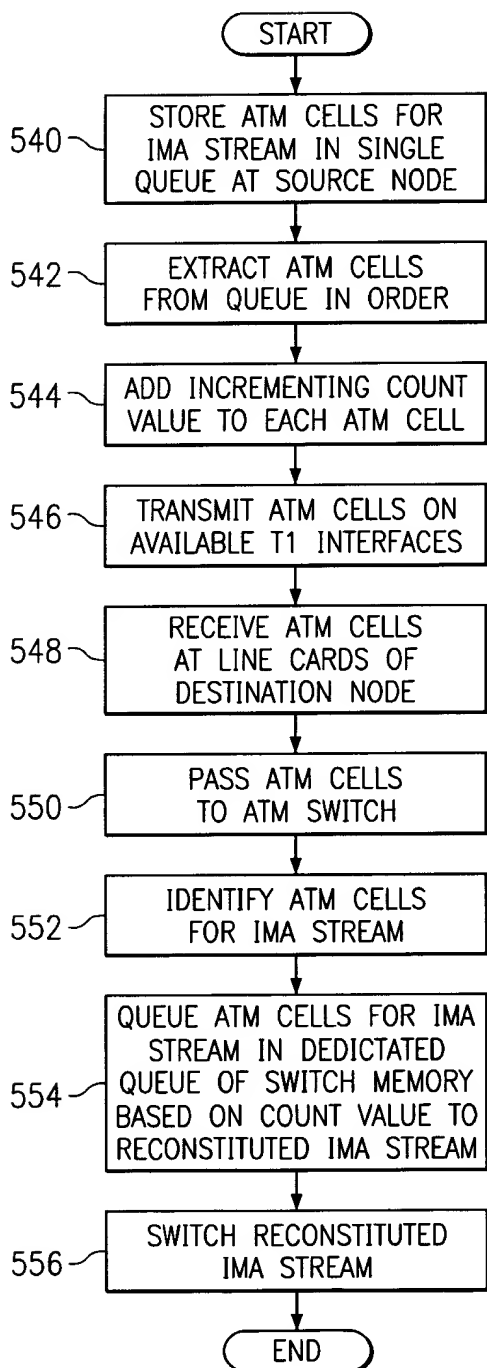 START
540
STORE ATM CELLS FOR
IMA STREAM IN SINGLE
QUEUE AT SOURCE NODE
542
EXTRACT ATM CELLS
FROM QUEUE IN ORDER
544
ADD INCREMENTING COUNT
VALUE TO EACH ATM CELL
546
TRANSMIT ATM CELLS ON
AVAILABLE T1 INTERFACES
548
RECEIVE ATM CELLS
AT LINE CARDS OF
DESTINATION NODE
550
PASS ATM CELLS
TO ATM SWITCH
552
IDENTIFY ATM CELLS
FOR IMA STREAM
554
QUEUE ATM CELLS FOR IMA
STREAM IN DEDICTATED
QUEUE OF SWITCH MEMORY
BASED ON COUNT VALUE TO
RECONSTITUTED IMA STREAM
556
SWITCH RECONSTITUTED
IMA STREAM
END